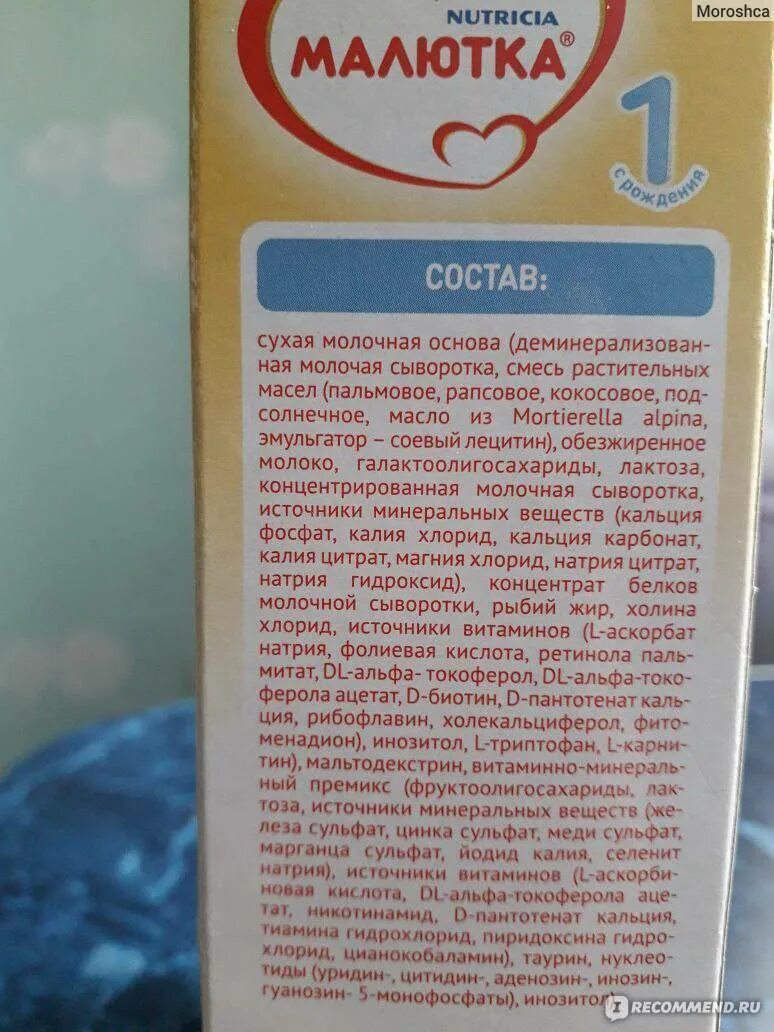 Moroshca
NUTRICIA
МАЛЮТКА®
1
с рождения
СОСТАВ:
сухая молочная основа (деминерализован-
ная молочая сыворотка, смесь растительных
масел (пальмовое, рапсовое, кокосовое, под-
солнечное, масло из Mortierella alpina,
эмульгатор – соевый лецитин), обезжиренное
молоко, галактоолигосахариды, лактоза,
концентрированная молочная сыворотка,
источники минеральных веществ (кальция
фосфат, калия хлорид, кальция карбонат,
калия цитрат, магния хлорид, натрия цитрат,
натрия гидроксид), концентрат белков
молочной сыворотки, рыбий жир, холина
хлорид, источники витаминов (L-аскорбат
натрия, фолиевая кислота, ретинола паль-
митат, DL-альфа- токоферол, DL-альфа-токо-
ферола ацетат, D-биотин, D-пантотенат каль-
ция, рибофлавин, холекальциферол, фито-
менадион), инозитол, L-триптофан, L-карни-
тин), мальтодекстрин, витаминно-минераль-
ный премикс (фруктоолигосахариды, лак-
тоза, источники минеральных веществ (же-
леза сульфат, цинка сульфат, меди сульфат,
марганца сульфат, йодид калия, селенит
натрия), источники витаминов (L-аскорби-
новая кислота, DL-альфа-токоферола аце-
тат, никотинамид, D-пантотенат кальция,
тиамина гидрохлорид, пиридоксина гидро-
хлорид, цианокобаламин), таурин, нуклео-
тиды (уридин-, цитидин-, аденозин-, инозин-,
гуанозин- 5-монофосфаты), инозитол)
RECOMMEND.RU